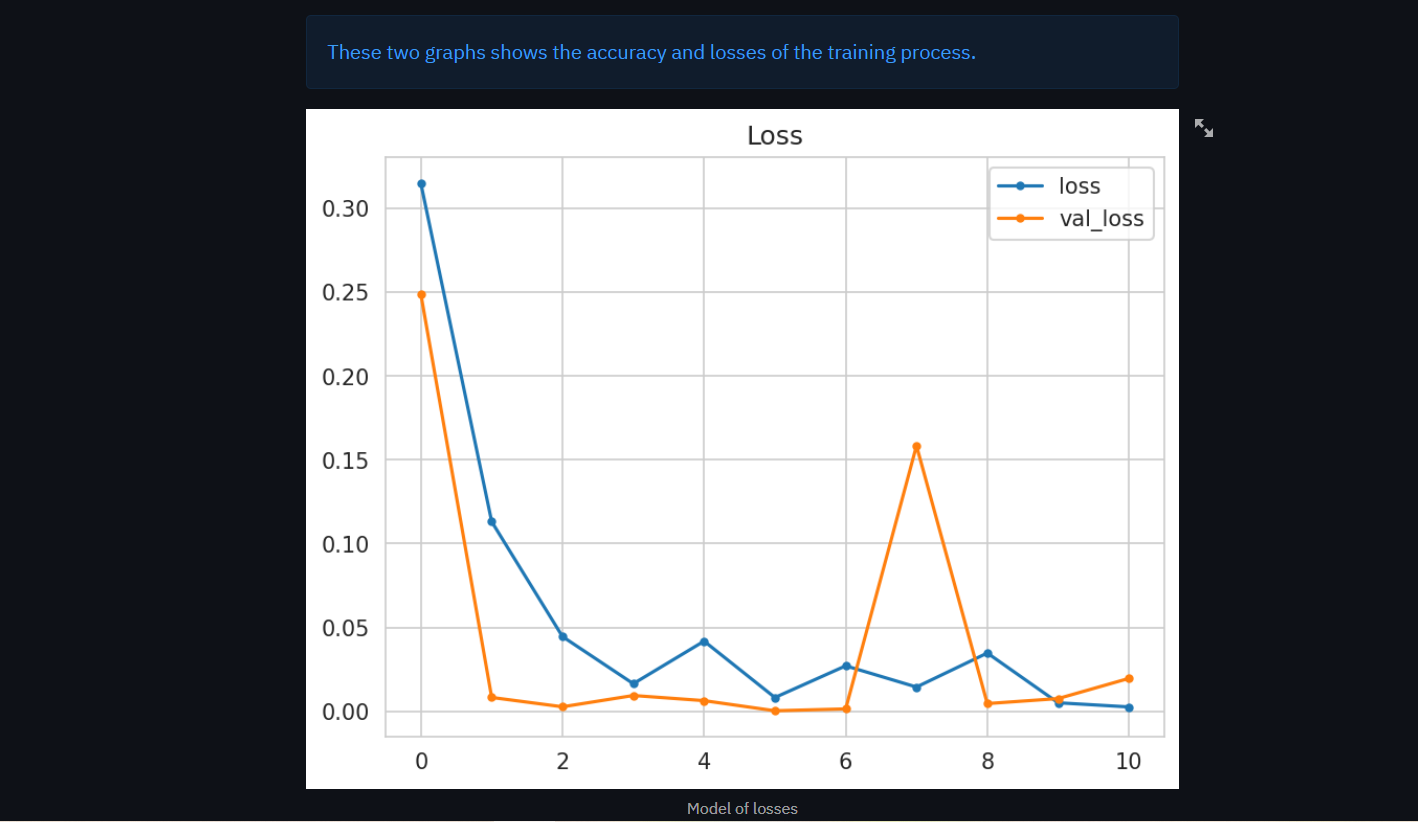 These two graphs shows the accuracy and losses of the training process.
Loss
loss
val_loss
0.30
0.25
0.20
0.15
0.10
0.05
0.00
0 2 4 6 8 10
Model of losses